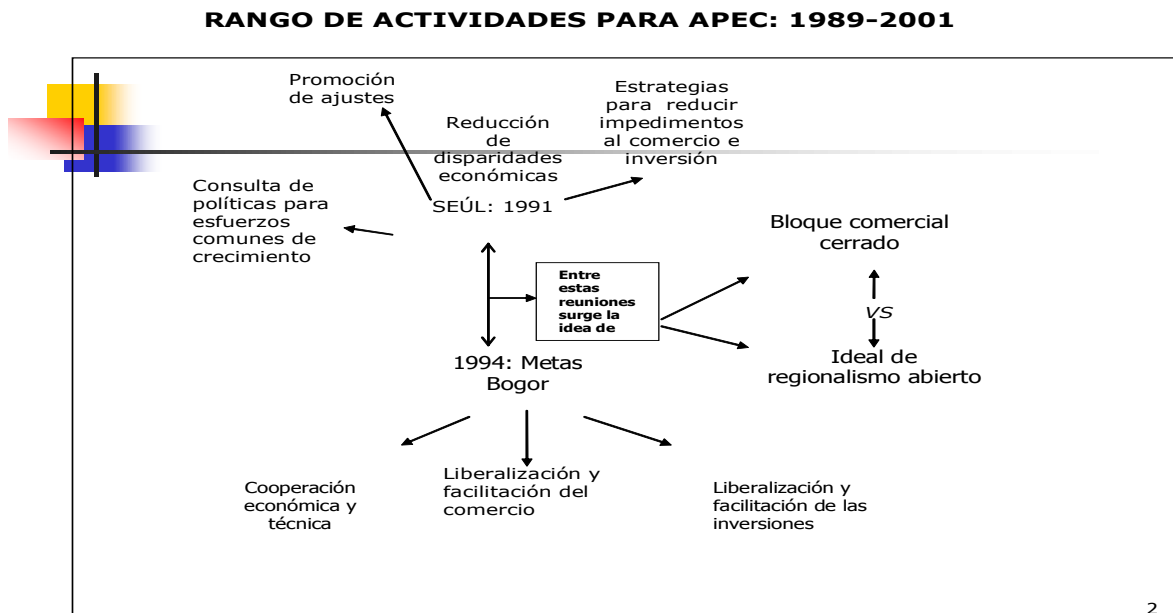 RANGO DE ACTIVIDADES PARA APEC: 1989-2001
Promoción
de ajustes
Reducción
de
disparidades
económicas
Estrategias
para reducir
impedimentos
al comercio e
inversión
Consulta de
políticas para
esfuerzos
comunes de
crecimiento
SEÚL: 1991
Bloque comercial
cerrado
Entre
estas
reuniones
surge la
idea de
VS
1994: Metas
Bogor
Ideal de
regionalismo abierto
Cooperación
económica y
técnica
Liberalización y
facilitación del
comercio
Liberalización y
facilitación de las
inversiones
2